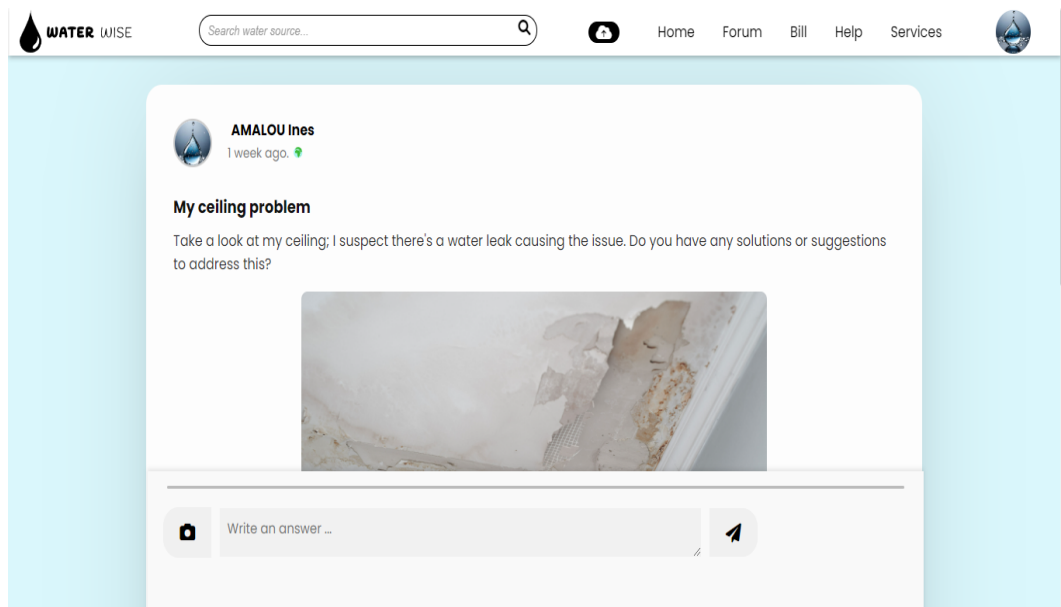 WATER WISE
Search water source...
Home
Forum
Bill
Help
Services
AMALOU Ines
1 week ago.
My ceiling problem
Take a look at my ceiling; I suspect there's a water leak causing the issue. Do you have any solutions or suggestions
to address this?
Write an answer ...